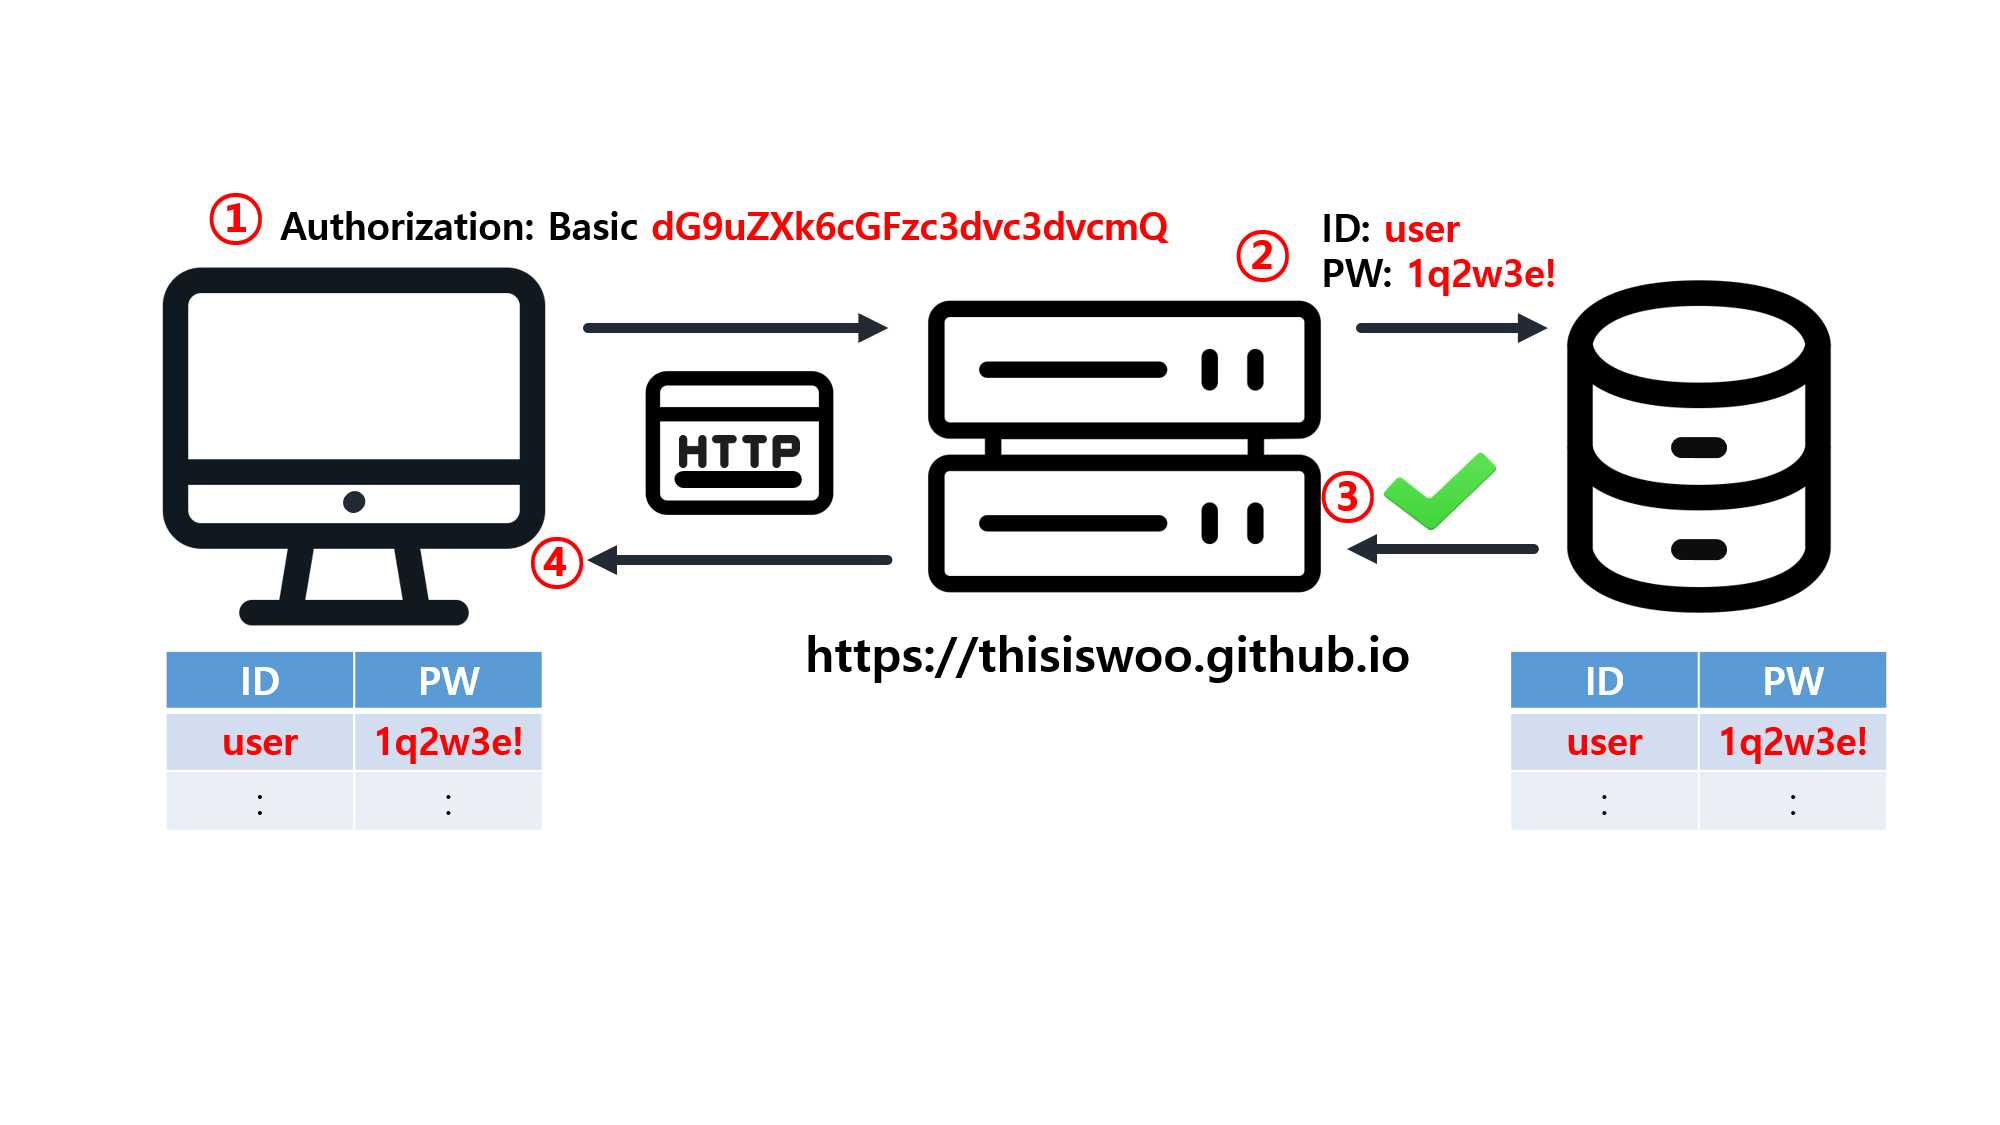 ① Authorization: Basic dG9uZXk6cGFzc3dvc3dvcmQ
② ID: user
PW: 1q2w3e!
HTTP
③
④
https://thisiswoo.github.io
ID PW
user 1q2w3e!
: :
ID PW
user 1q2w3e!
: :